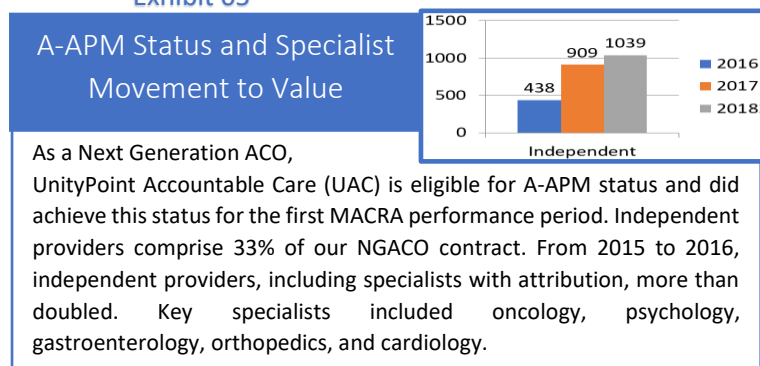 Exhibit 05
A-APM Status and Specialist
Movement to Value
1500
1000
500
0
438
909
1039
Independent
2016
2017
2018
As a Next Generation ACO,
UnityPoint Accountable Care (UAC) is eligible for A-APM status and did
achieve this status for the first MACRA performance period. Independent
providers comprise 33% of our NGACO contract. From 2015 to 2016,
independent providers, including specialists with attribution, more than
doubled. Key specialists included oncology, psychology,
gastroenterology, orthopedics, and cardiology.